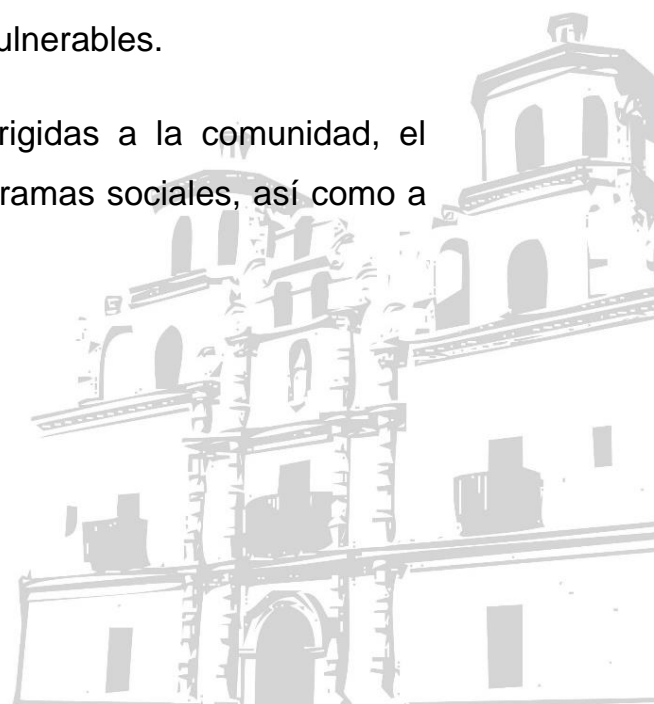 ulnerables.
rigidas a la comunidad, el
ramas sociales, así como a